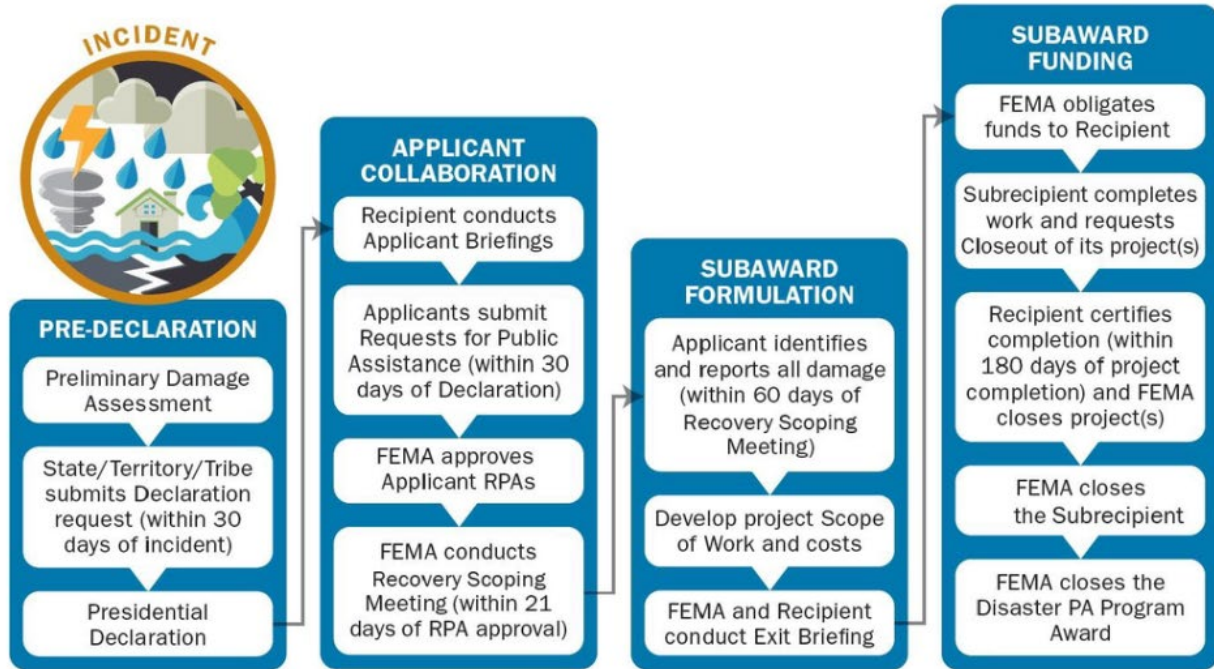 INCIDENT
PRE-DECLARATION
Preliminary Damage
Assessment
State/Territory/Tribe
submits Declaration
request (within 30
days of incident)
Presidential
Declaration
APPLICANT
COLLABORATION
Recipient conducts
Applicant Briefings
Applicants submit
Requests for Public
Assistance (within 30
days of Declaration)
FEMA approves
Applicant RPAs
FEMA conducts
Recovery Scoping
Meeting (within 21
days of RPA approval)
SUBAWARD
FORMULATION
Applicant identifies
and reports all damage
(within 60 days of
Recovery Scoping
Meeting)
Develop project Scope
of Work and costs
FEMA and Recipient
conduct Exit Briefing
SUBAWARD
FUNDING
FEMA obligates
funds to Recipient
Subrecipient completes
work and requests
Closeout of its project(s)
Recipient certifies
completion (within
180 days of project
completion) and FEMA
closes project(s)
FEMA closes
the Subrecipient
FEMA closes the
Disaster PA Program
Award